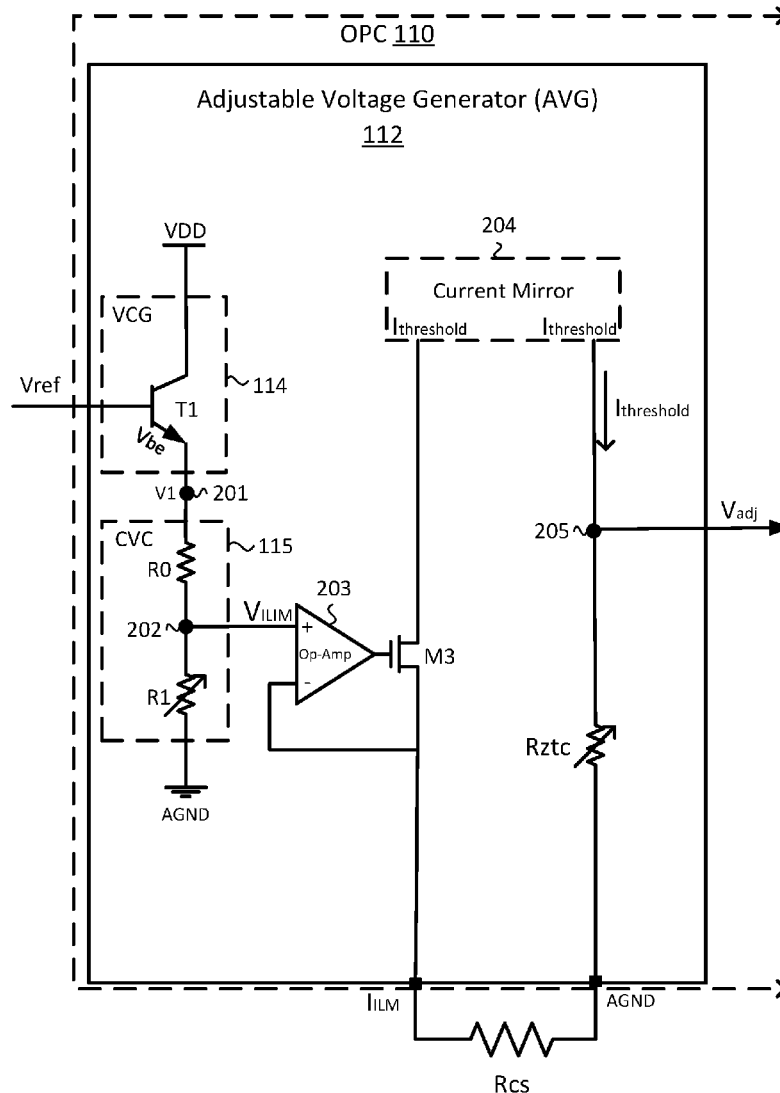 OPC 110
Adjustable Voltage Generator (AVG)
112
204
VDD
Current Mirror
VCG
Ithreshold
Ithreshold
Vref
T1
114
Ithreshold
Vbe
V1
201
Vadj
205
CVC
115
R0
203
VILIM
202
+
Op-Amp
M3
-
R1
Rztc
AGND
IILM
AGND
Rcs